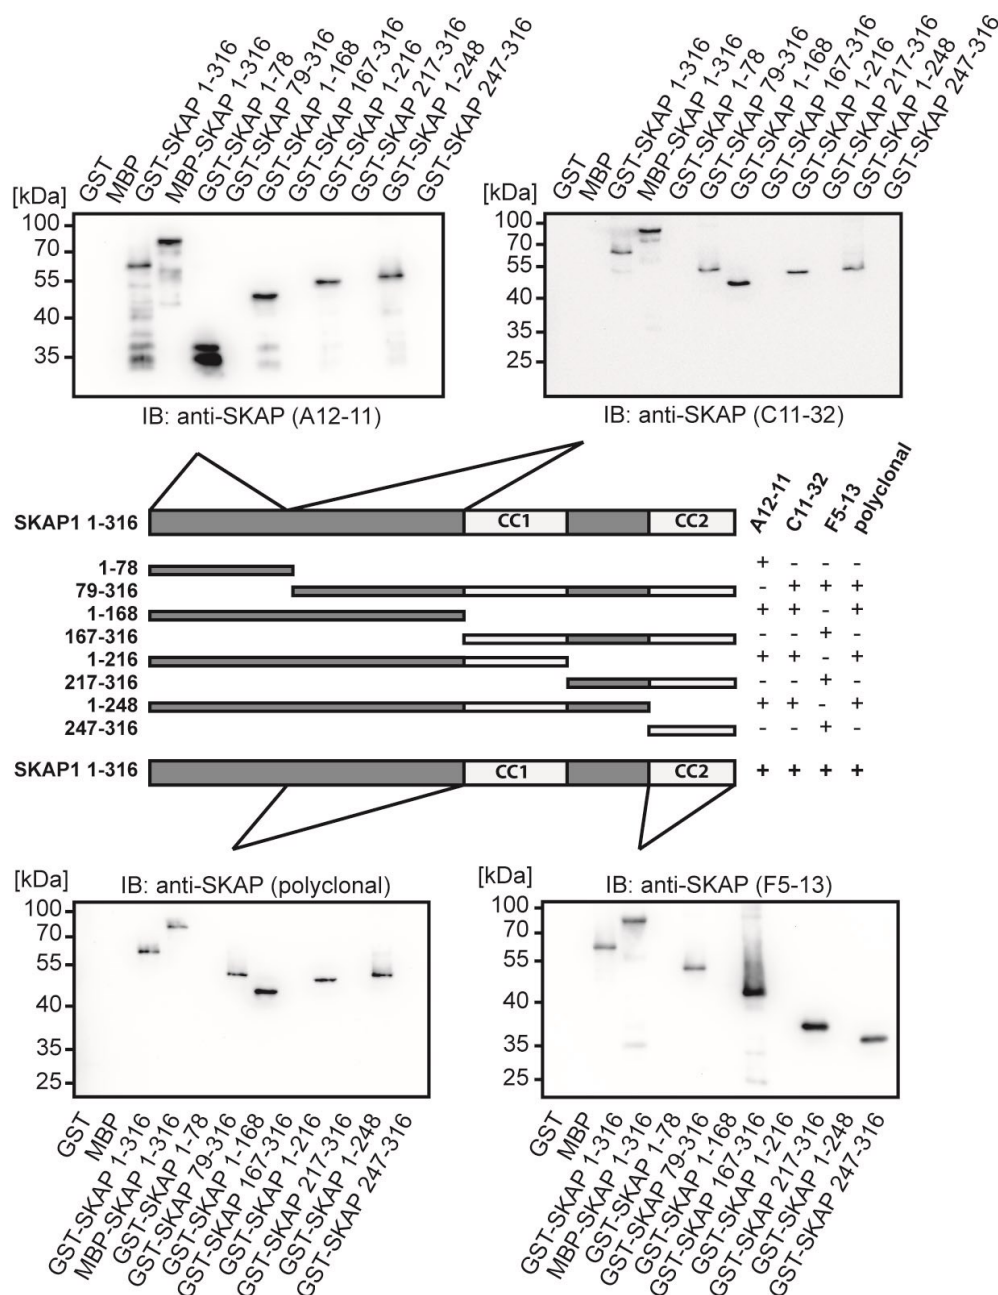 GST
MBP
GST-SKAP 1-316
MBP-SKAP 1-316
GST-SKAP 1-78
GST-SKAP 79-316
GST-SKAP 1-168
GST-SKAP 167-316
GST-SKAP 1-216
GST-SKAP 217-316
GST-SKAP 1-248
GST-SKAP 247-316
[kDa]
100
70
55
40
35
IB: anti-SKAP (A12-11)
GST
MBP
GST-SKAP 1-316
MBP-SKAP 1-316
GST-SKAP 1-78
GST-SKAP 79-316
GST-SKAP 1-168
GST-SKAP 167-316
GST-SKAP 1-216
GST-SKAP 217-316
GST-SKAP 1-248
GST-SKAP 247-316
[kDa]
100
70
55
40
35
25
IB: anti-SKAP (C11-32)
A12-11
C11-32
F5-13
polyclonal
SKAP1 1-316 CC1 CC2
1-78 + - - -
79-316 - + + +
1-168 + + - +
167-316 - - + -
1-216 + + - +
217-316 - - + -
1-248 + + - +
247-316 - - + -
SKAP1 1-316 CC1 CC2 + + + +
[kDa]
IB: anti-SKAP (polyclonal)
100
70
55
40
35
25
GST
MBP
GST-SKAP 1-316
MBP-SKAP 1-316
GST-SKAP 1-78
GST-SKAP 79-316
GST-SKAP 1-168
GST-SKAP 167-316
GST-SKAP 1-216
GST-SKAP 217-316
GST-SKAP 1-248
GST-SKAP 247-316
[kDa]
IB: anti-SKAP (F5-13)
100
70
55
40
35
25
GST
MBP
GST-SKAP 1-316
MBP-SKAP 1-316
GST-SKAP 1-78
GST-SKAP 79-316
GST-SKAP 1-168
GST-SKAP 167-316
GST-SKAP 1-216
GST-SKAP 217-316
GST-SKAP 1-248
GST-SKAP 247-316